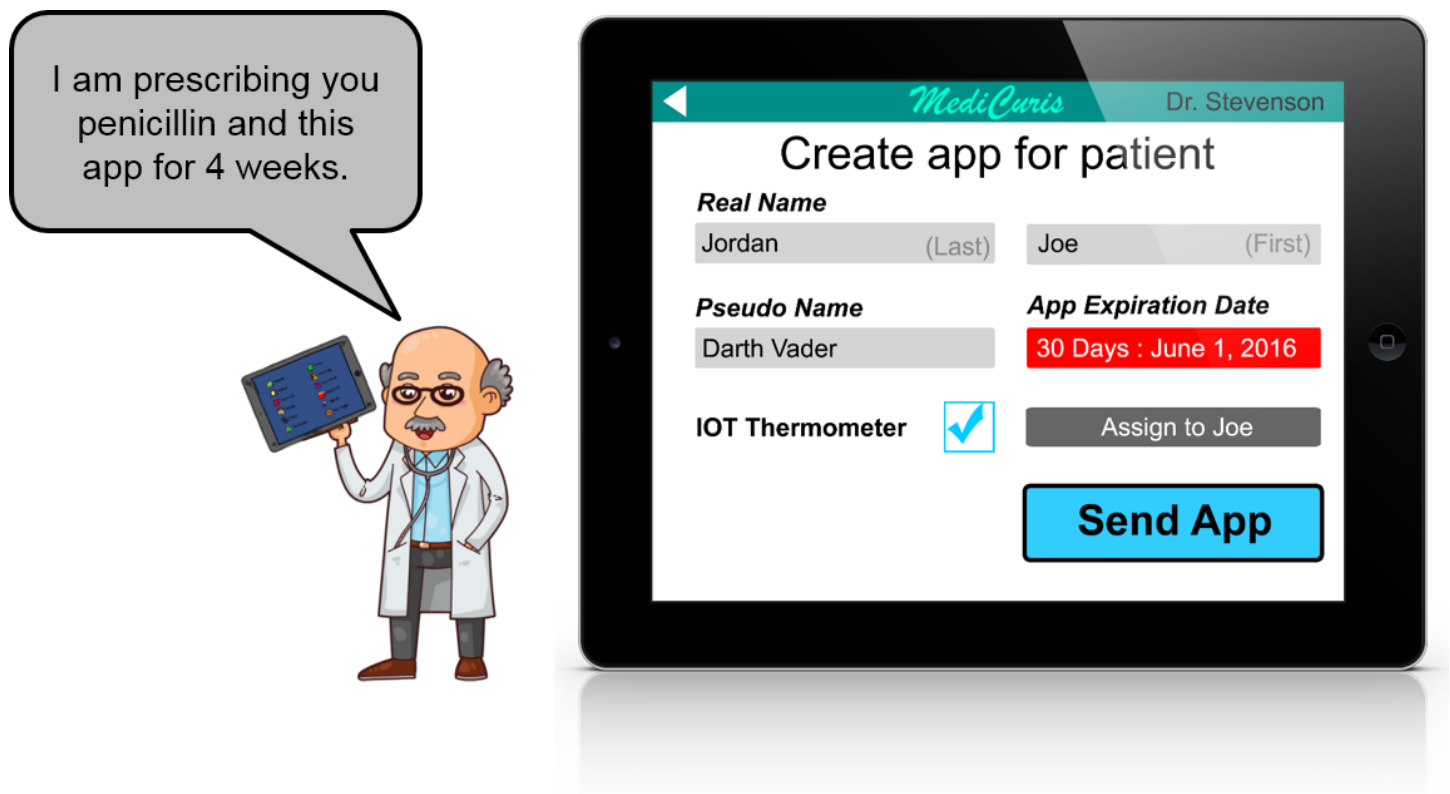 I am prescribing you
penicillin and this
app for 4 weeks.
MediCuris
Dr. Stevenson
Create app for patient
Real Name
Jordan (Last)
Joe (First)
Pseudo Name
App Expiration Date
Darth Vader
30 Days : June 1, 2016
IOT Thermometer
Assign to Joe
Send App